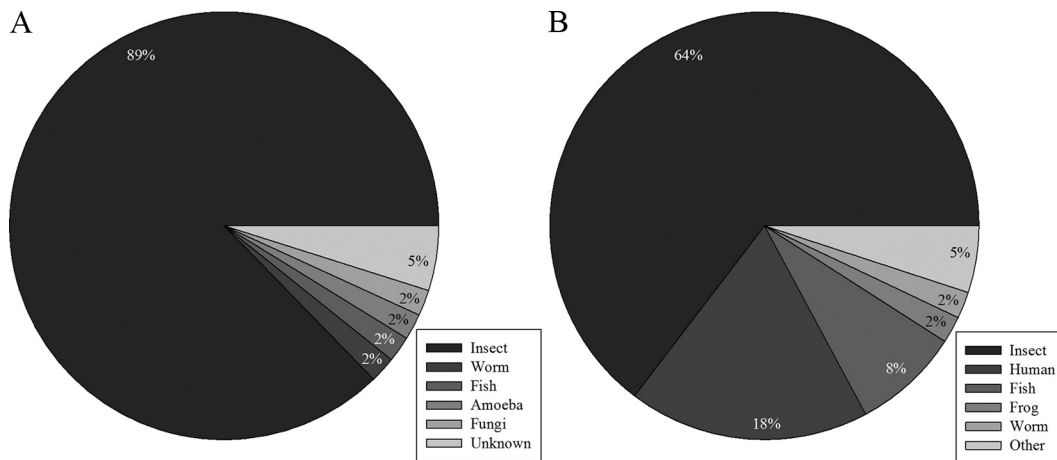 A
89%
5%
2%
2%
2%
2%
Insect
Worm
Fish
Amoeba
Fungi
Unknown
B
64%
5%
2%
2%
8%
18%
Insect
Human
Fish
Frog
Worm
Other